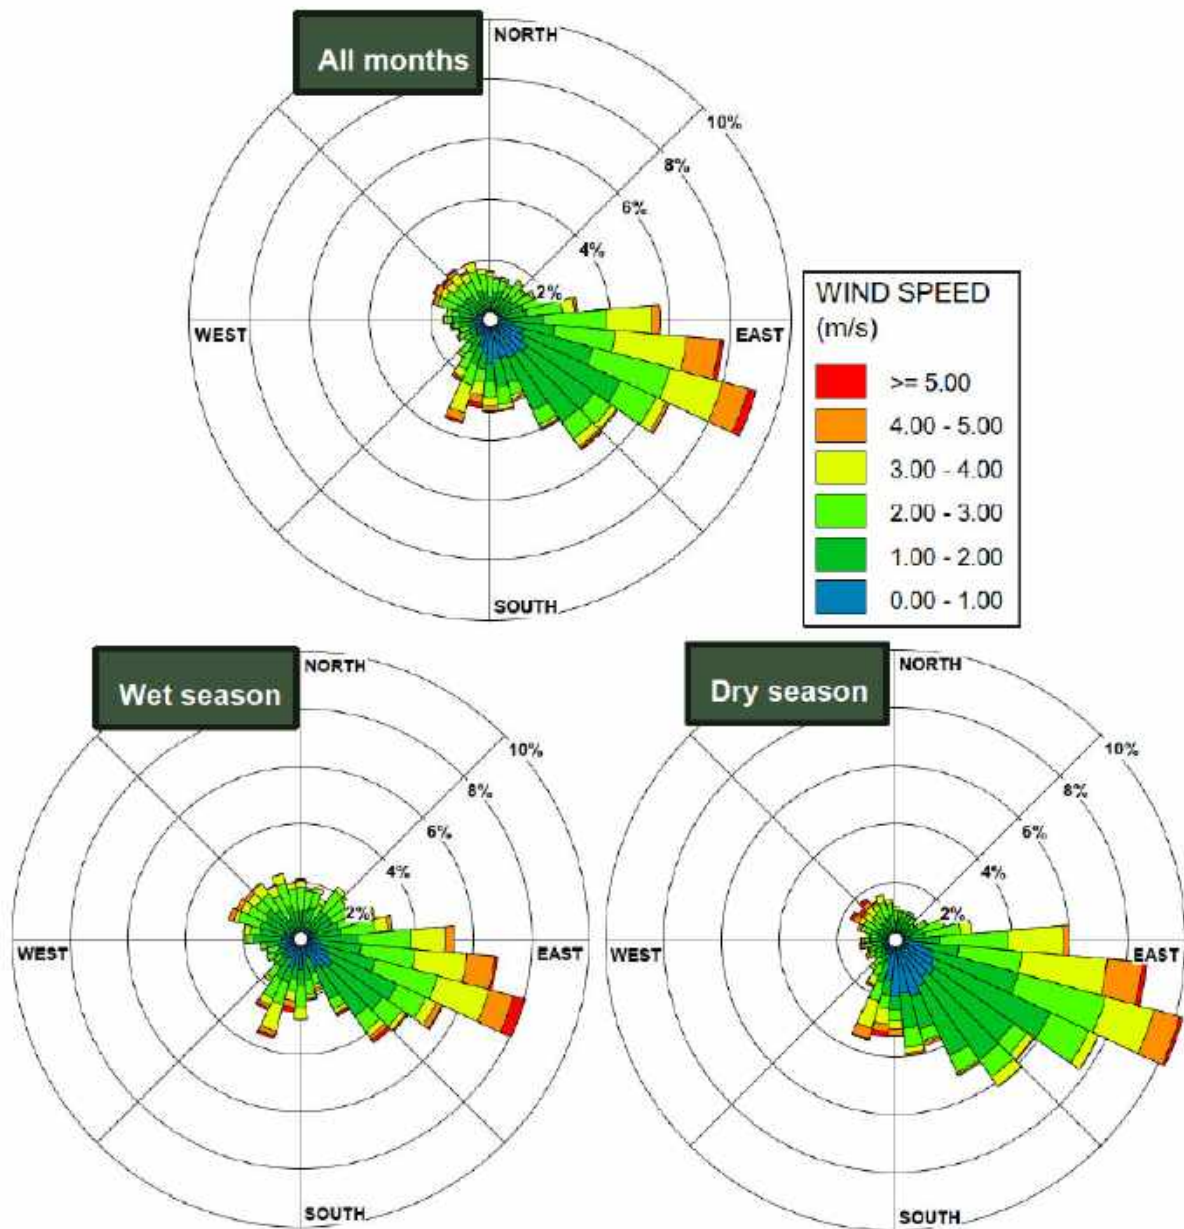 All months
NORTH
10%
8%
6%
4%
2%
WEST
EAST
SOUTH
WIND SPEED
(m/s)
>= 5.00
4.00 - 5.00
3.00 - 4.00
2.00 - 3.00
1.00 - 2.00
0.00 - 1.00
Wet season
NORTH
10%
8%
6%
4%
2%
WEST
EAST
SOUTH
Dry season
NORTH
10%
8%
6%
4%
2%
WEST
EAST
SOUTH